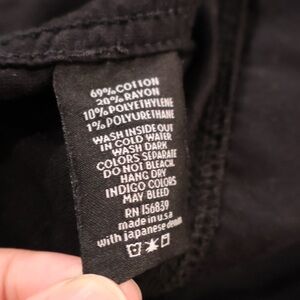 69% COTTON
20% RAYON
10% POLYETHYLENE
1% POLYURETHANE
WASH INSIDE OUT
IN COLD WATER
WASH DARK
COLORS SEPARATE
DO NOT BLEACH
HANG DRY
INDIGO COLORS
MAY BLEED
RN 156839
made in u.s.a
with japanese denim